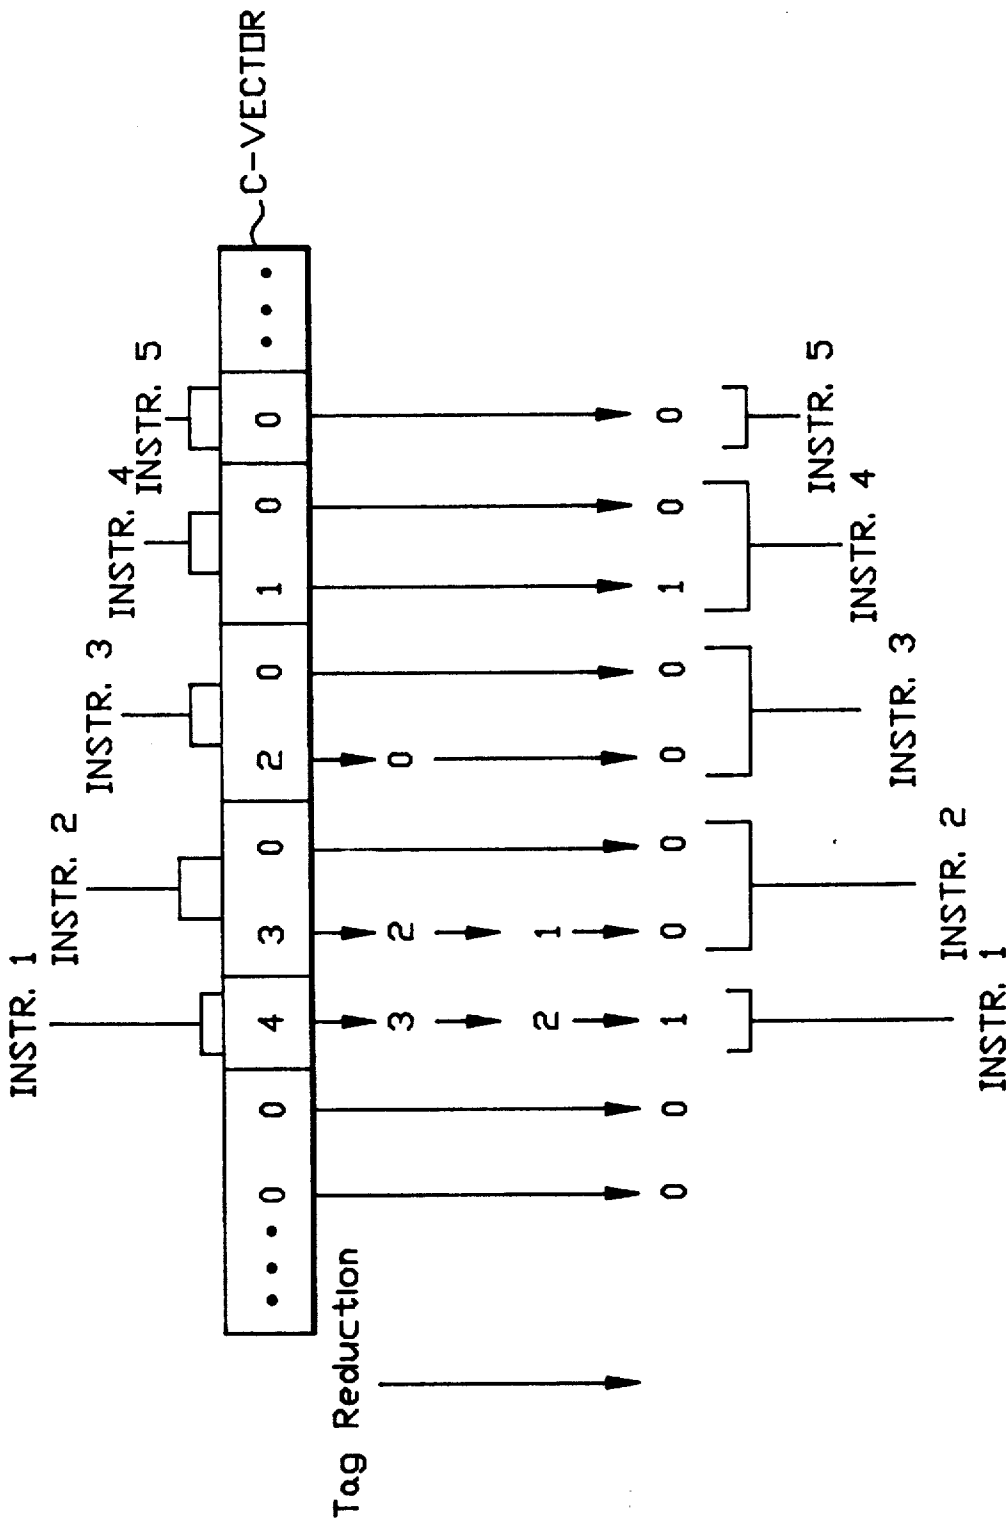 INSTR. 1
INSTR. 2
INSTR. 3
INSTR. 4
INSTR. 5
• • • 0 0 4 3 0 2 0 1 0 0 • • •
C-VECTOR
Tag Reduction
3 2 0
2 1
0 0 1 0 0 0 0 1 0 0
INSTR. 5
INSTR. 4
INSTR. 3
INSTR. 2
INSTR. 1